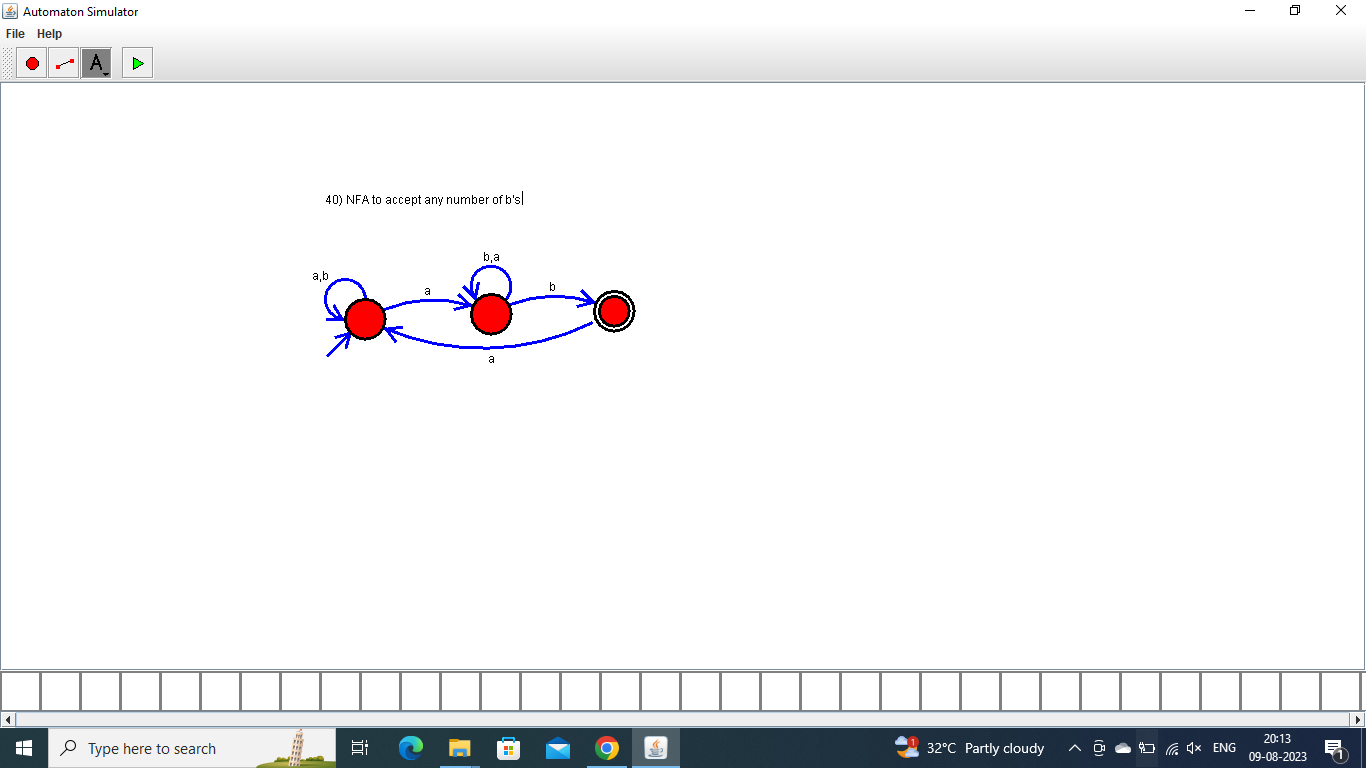 Automaton Simulator
File Help
A
40) NFA to accept any number of b's
b,a
a,b
a
b
a
Type here to search
1
32°C Partly cloudy
ENG
20:13
09-08-2023
1